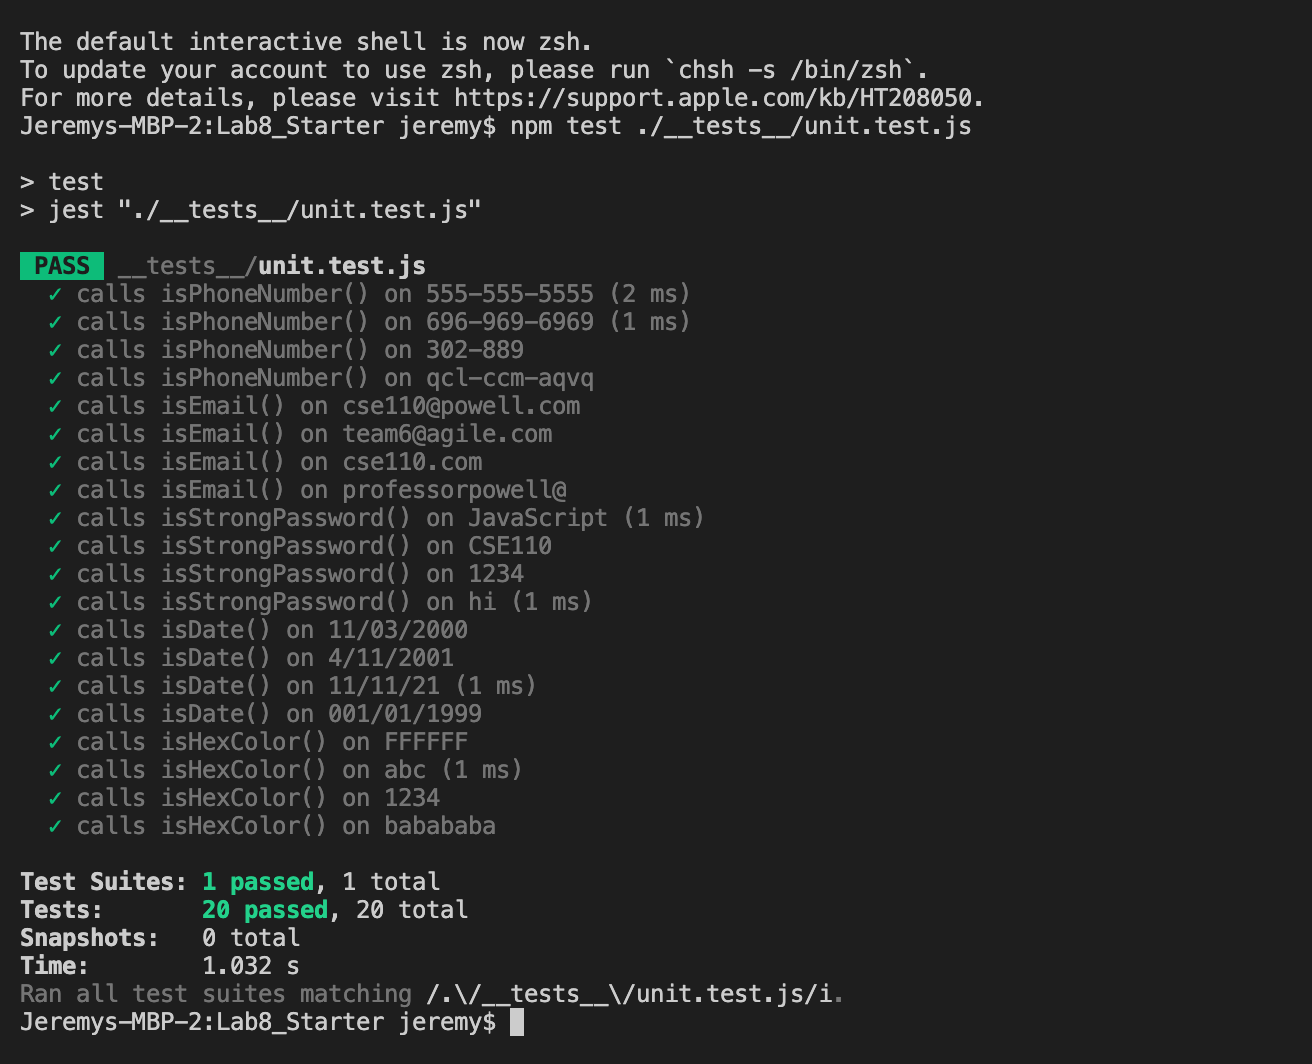 The default interactive shell is now zsh.
To update your account to use zsh, please run `chsh -s /bin/zsh`.
For more details, please visit https://support.apple.com/kb/HT208050.
Jeremys-MBP-2:Lab8_Starter jeremy$ npm test ./__tests__/unit.test.js
> test
> jest "./__tests__/unit.test.js"
PASS __tests__/unit.test.js
✓ calls isPhoneNumber() on 555-555-5555 (2 ms)
✓ calls isPhoneNumber() on 696-969-6969 (1 ms)
✓ calls isPhoneNumber() on 302-889
✓ calls isPhoneNumber() on qcl-ccm-aqvq
✓ calls isEmail() on cse110@powell.com
✓ calls isEmail() on team6@agile.com
✓ calls isEmail() on cse110.com
✓ calls isEmail() on professorpowell@
✓ calls isStrongPassword() on JavaScript (1 ms)
✓ calls isStrongPassword() on CSE110
✓ calls isStrongPassword() on 1234
✓ calls isStrongPassword() on hi (1 ms)
✓ calls isDate() on 11/03/2000
✓ calls isDate() on 4/11/2001
✓ calls isDate() on 11/11/21 (1 ms)
✓ calls isDate() on 001/01/1999
✓ calls isHexColor() on FFFFFF
✓ calls isHexColor() on abc (1 ms)
✓ calls isHexColor() on 1234
✓ calls isHexColor() on babababa
Test Suites: 1 passed, 1 total
Tests: 20 passed, 20 total
Snapshots: 0 total
Time: 1.032 s
Ran all test suites matching /.\/__tests__\/unit.test.js/i.
Jeremys-MBP-2:Lab8_Starter jeremy$